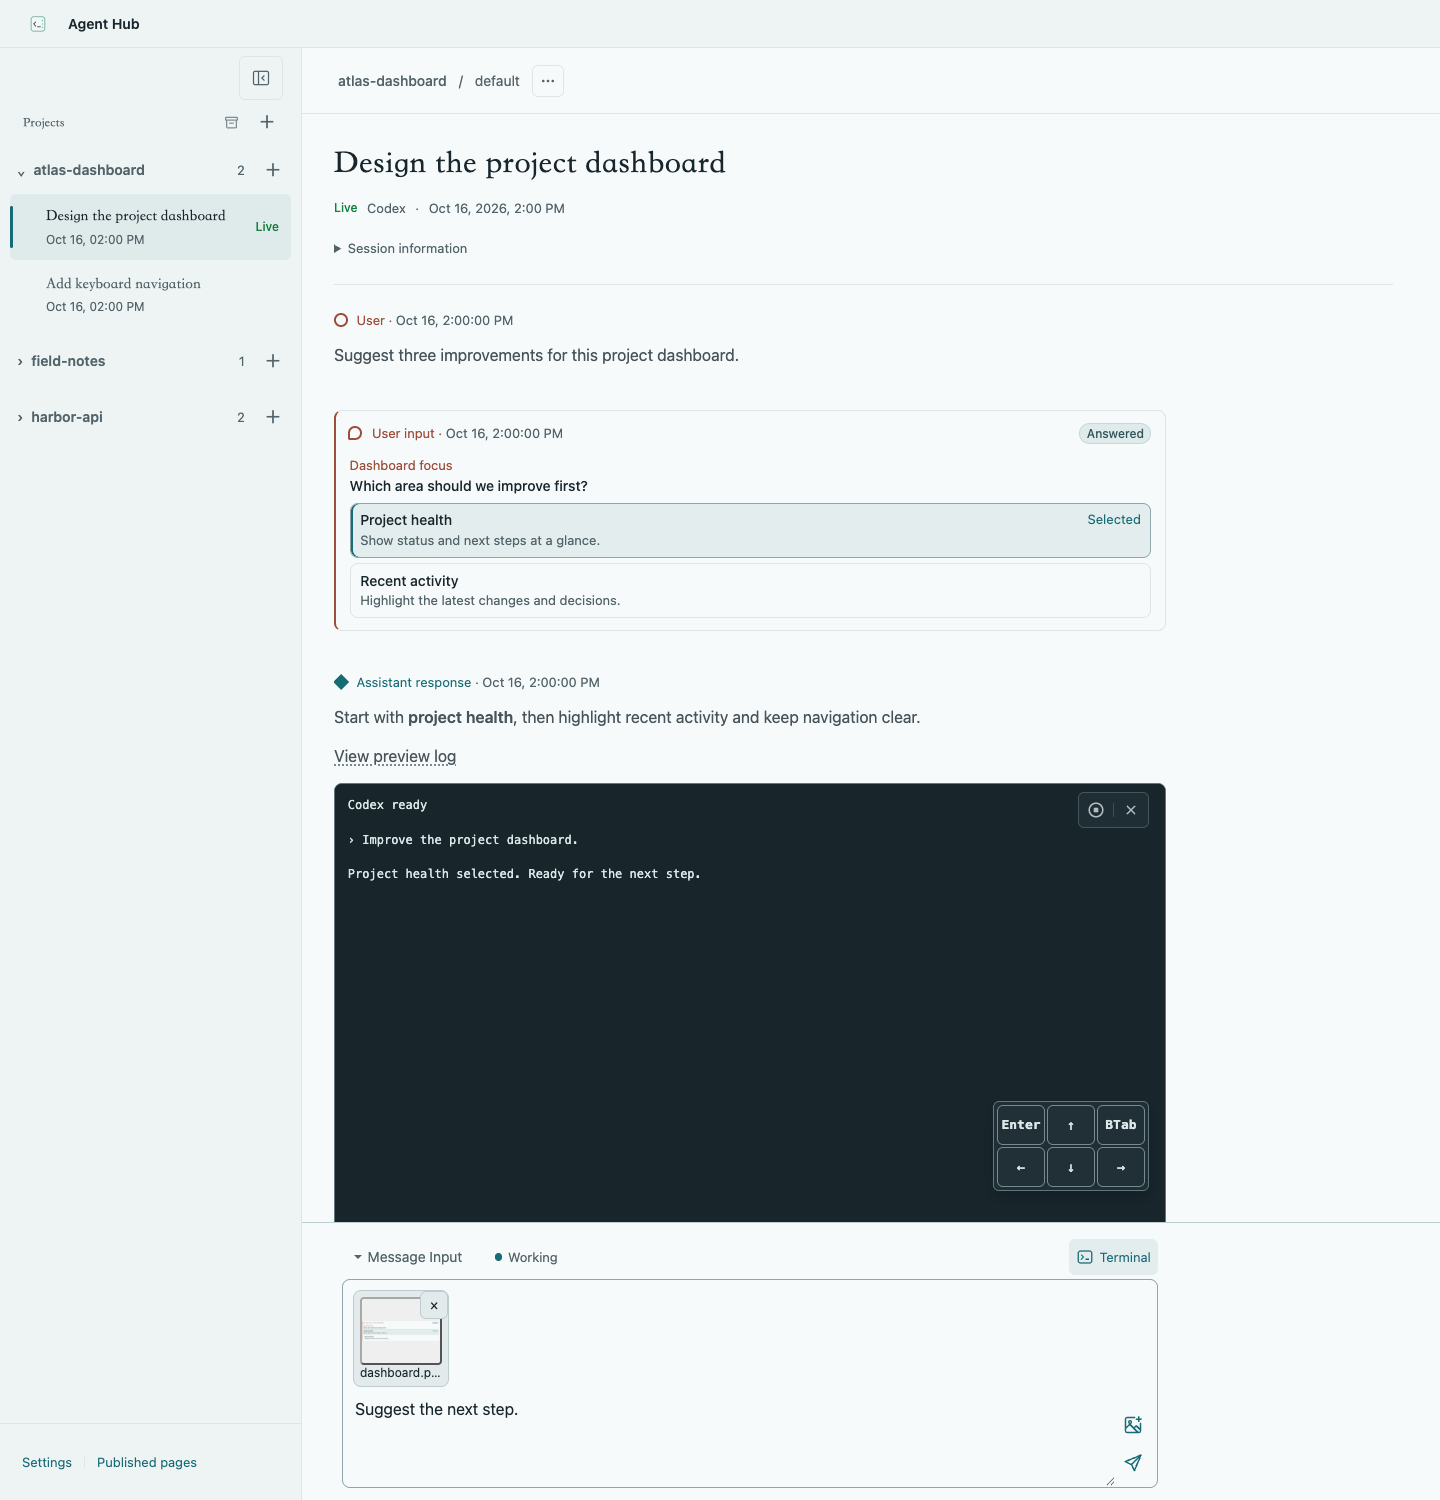 Agent Hub
Projects
atlas-dashboard 2
Design the project dashboard
Oct 16, 02:00 PM
Live
Add keyboard navigation
Oct 16, 02:00 PM
field-notes 1
harbor-api 2
Settings
Published pages
atlas-dashboard / default
Design the project dashboard
Live Codex · Oct 16, 2026, 2:00 PM
Session information
User · Oct 16, 2:00:00 PM
Suggest three improvements for this project dashboard.
User input · Oct 16, 2:00:00 PM
Answered
Dashboard focus
Which area should we improve first?
Project health
Selected
Show status and next steps at a glance.
Recent activity
Highlight the latest changes and decisions.
Assistant response · Oct 16, 2:00:00 PM
Start with project health, then highlight recent activity and keep navigation clear.
View preview log
Codex ready
› Improve the project dashboard.
Project health selected. Ready for the next step.
Enter ↑ BTab
← ↓ →
Message Input
Working
Terminal
dashboard.p...
Suggest the next step.